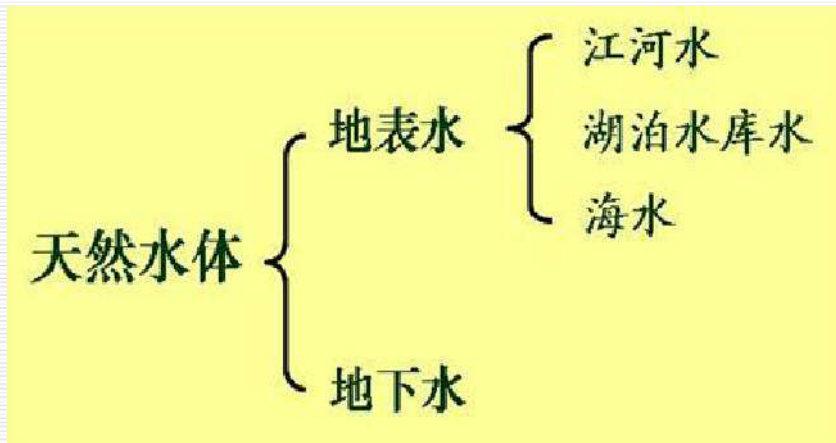 江河水
地表水
湖泊水库水
海水
天然水体
地下水